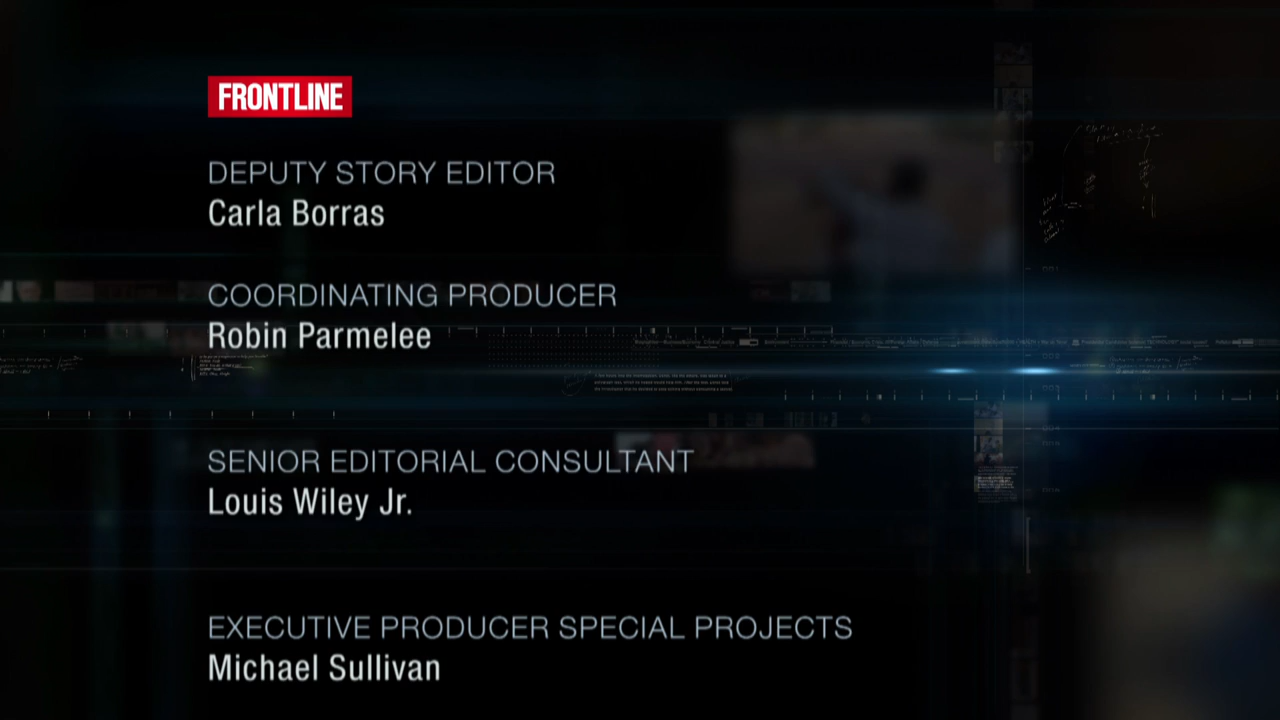 FRONTLINE
DEPUTY STORY EDITOR
Carla Borras
COORDINATING PRODUCER
Robin Parmelee
SENIOR EDITORIAL CONSULTANT
Louis Wiley Jr.
EXECUTIVE PRODUCER SPECIAL PROJECTS
Michael Sullivan